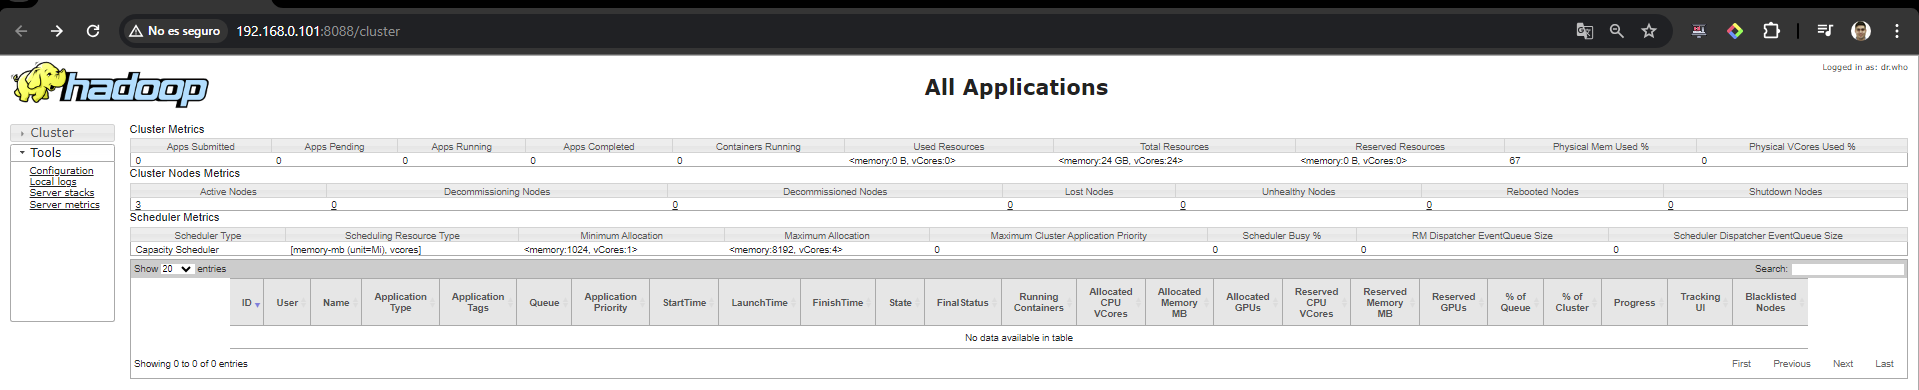 No es seguro 192.168.0.101:8088/cluster
Logged in as: dr.who
hadoop
All Applications
Cluster
Tools
Configuration
Local logs
Server stacks
Server metrics
Cluster Metrics
Apps Submitted Apps Pending Apps Running Apps Completed Containers Running Used Resources Total Resources Reserved Resources Physical Mem Used % Physical VCores Used %
0 0 0 0 0 <memory:0 B, vCores:0> <memory:24 GB, vCores:24> <memory:0 B, vCores:0> 67 0
Cluster Nodes Metrics
Active Nodes Decommissioning Nodes Decommissioned Nodes Lost Nodes Unhealthy Nodes Rebooted Nodes Shutdown Nodes
3 0 0 0 0 0 0
Scheduler Metrics
Scheduler Type Scheduling Resource Type Minimum Allocation Maximum Allocation Maximum Cluster Application Priority Scheduler Busy % RM Dispatcher EventQueue Size Scheduler Dispatcher EventQueue Size
Capacity Scheduler [memory-mb (unit=Mi), vcores] <memory:1024, vCores:1> <memory:8192, vCores:4> 0 0 0 0
Show 20 entries Search:
ID User Name Application Type Application Tags Queue Application Priority StartTime LaunchTime FinishTime State FinalStatus Running Containers Allocated CPU VCores Allocated Memory MB Allocated GPUs Reserved CPU VCores Reserved Memory MB Reserved GPUs % of Queue % of Cluster Progress Tracking UI Blacklisted Nodes
No data available in table
Showing 0 to 0 of 0 entries First Previous Next Last